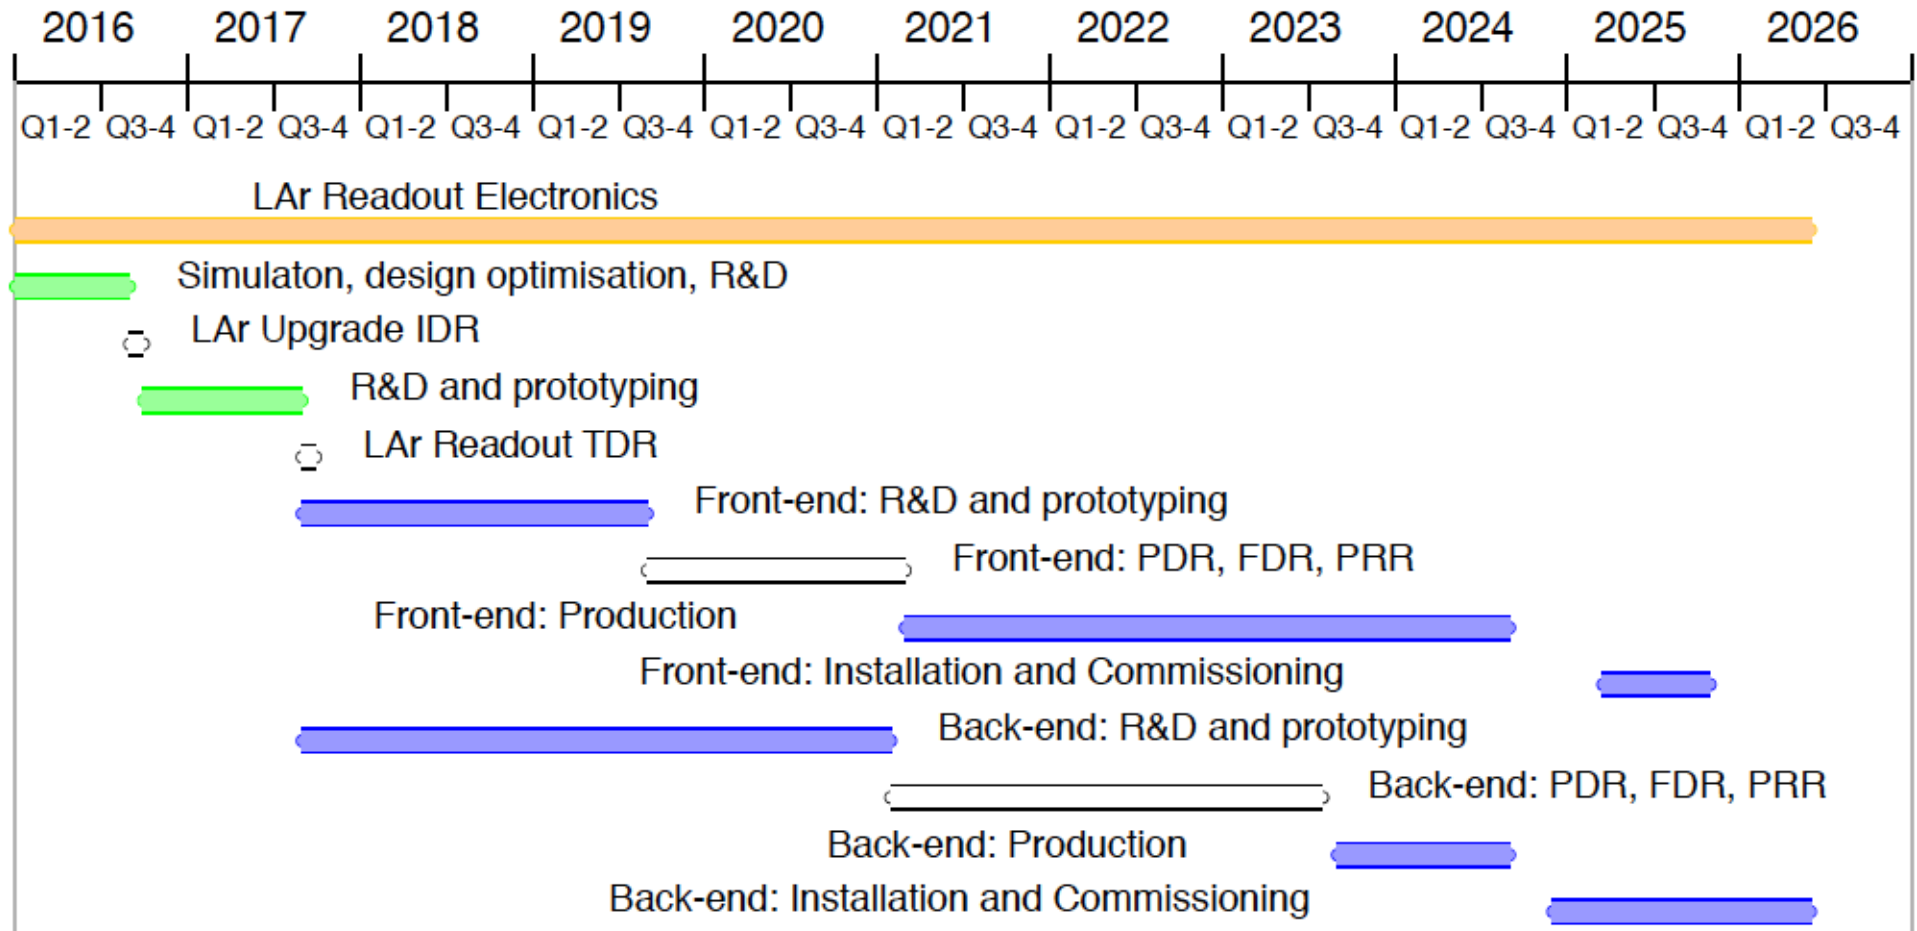 2016 2017 2018 2019 2020 2021 2022 2023 2024 2025 2026
Q1-2 Q3-4 Q1-2 Q3-4 Q1-2 Q3-4 Q1-2 Q3-4 Q1-2 Q3-4 Q1-2 Q3-4 Q1-2 Q3-4 Q1-2 Q3-4 Q1-2 Q3-4 Q1-2 Q3-4 Q1-2 Q3-4
LAr Readout Electronics
Simulaton, design optimisation, R&D
LAr Upgrade IDR
R&D and prototyping
LAr Readout TDR
Front-end: R&D and prototyping
Front-end: PDR, FDR, PRR
Front-end: Production
Front-end: Installation and Commissioning
Back-end: R&D and prototyping
Back-end: PDR, FDR, PRR
Back-end: Production
Back-end: Installation and Commissioning